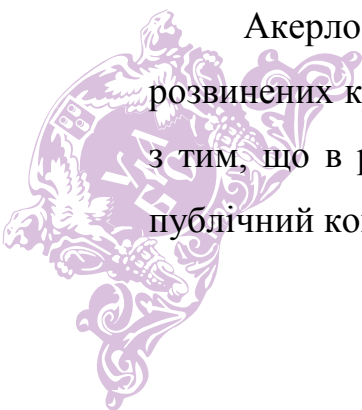 Акерло
розвинених к
з тим, що в р
публічний ко